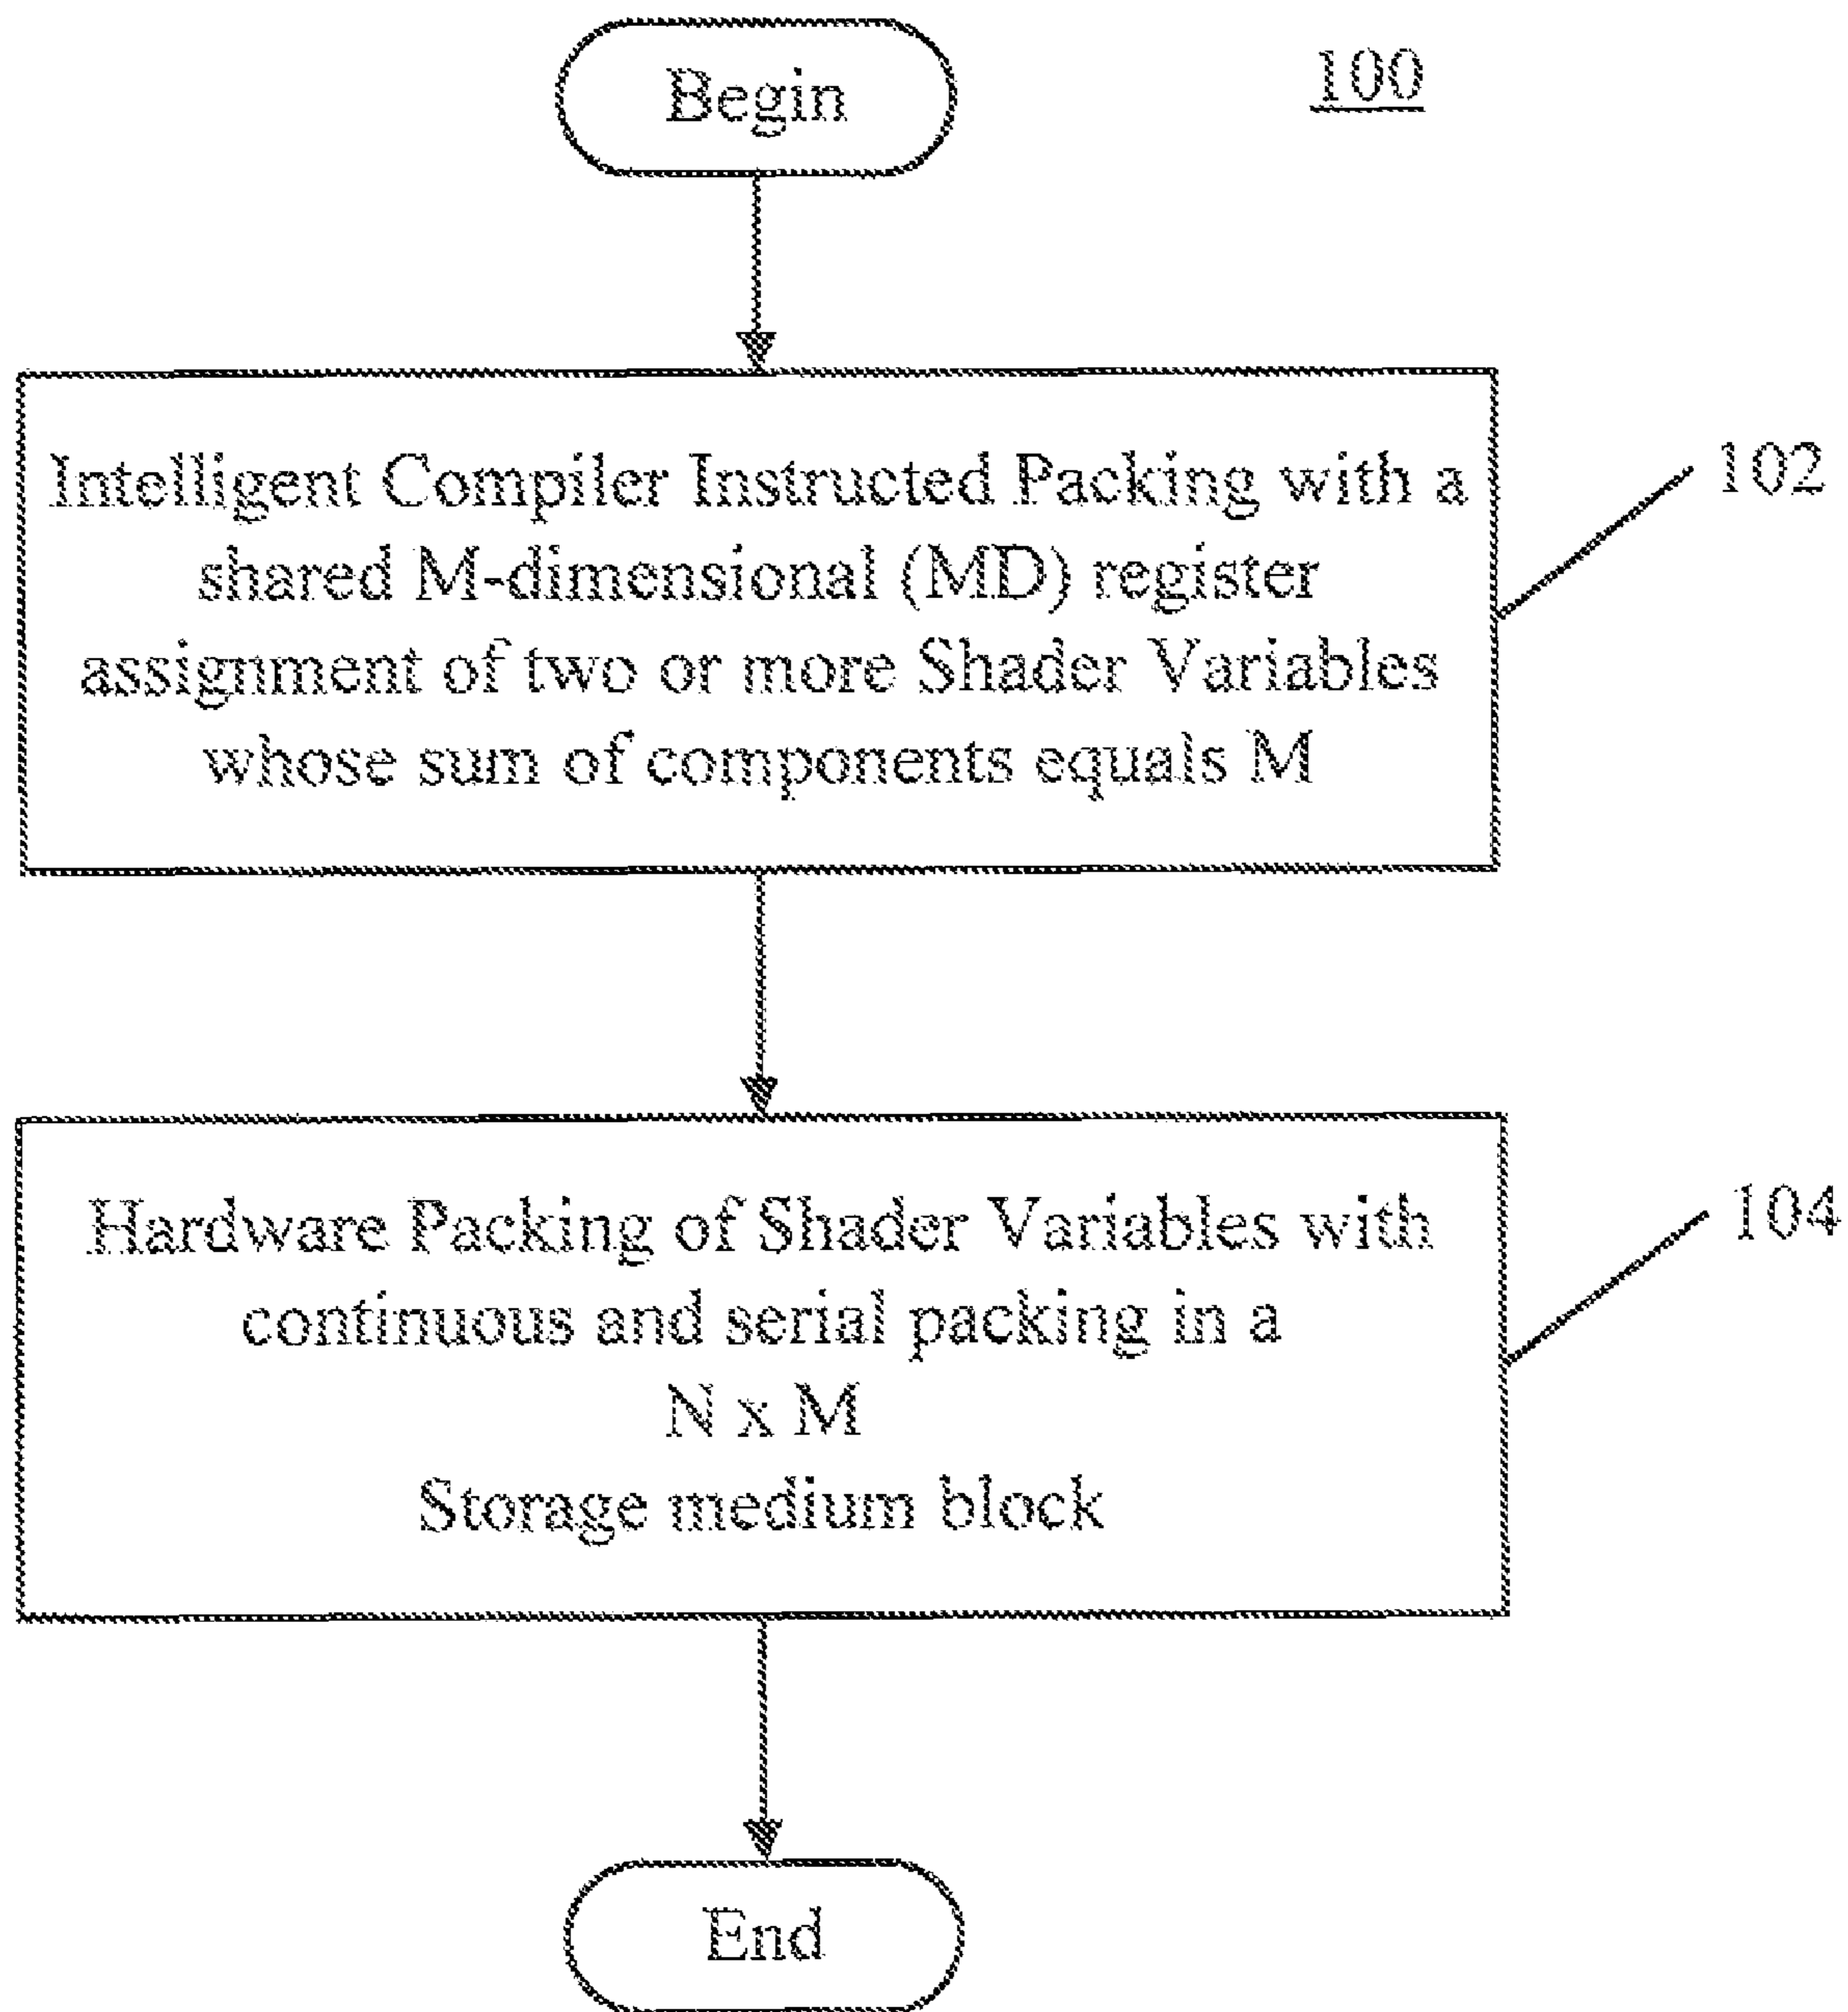 Begin
100
Intelligent Compiler Instructed Packing with a
shared M-dimensional (MD) register
assignment of two or more Shader Variables
whose sum of components equals M
102
Hardware Packing of Shader Variables with
continuous and serial packing in a
N x M
Storage medium block
104
End